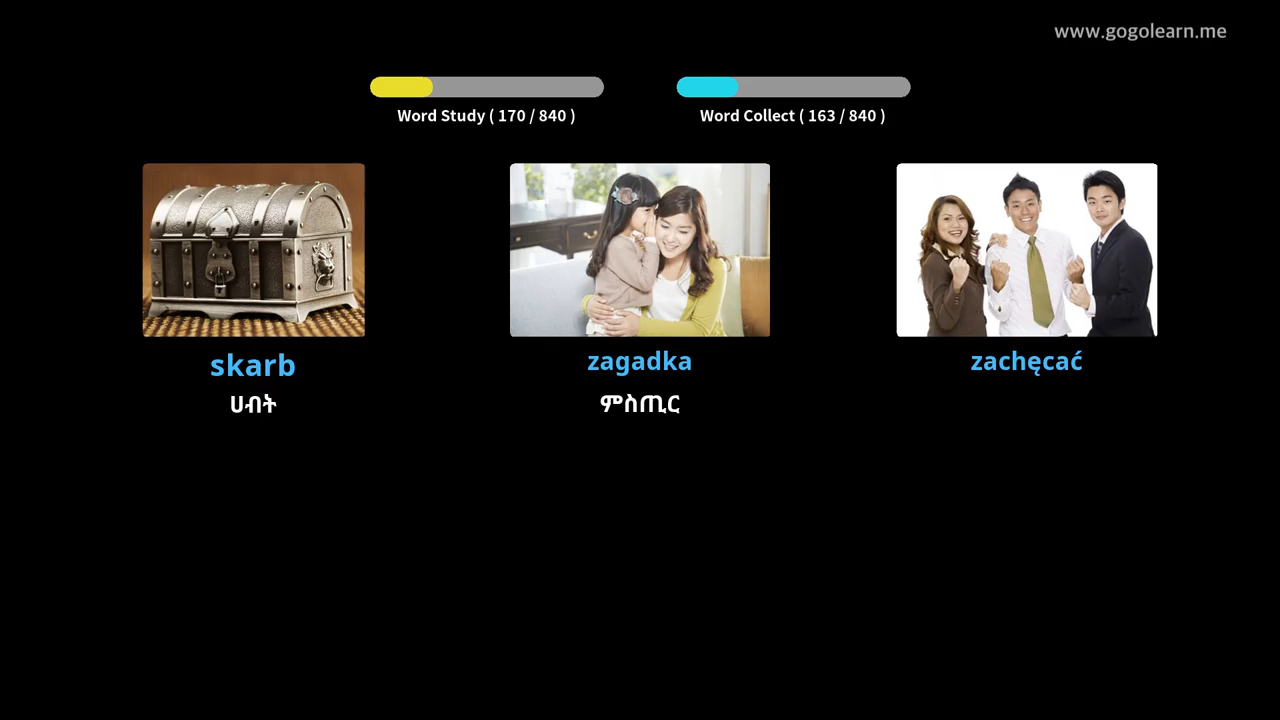 www.gogolearn.me
Word Study ( 170 / 840 )
Word Collect ( 163 / 840 )
skarb
zagadka
zachęcać
ሀብት
ምስጢር